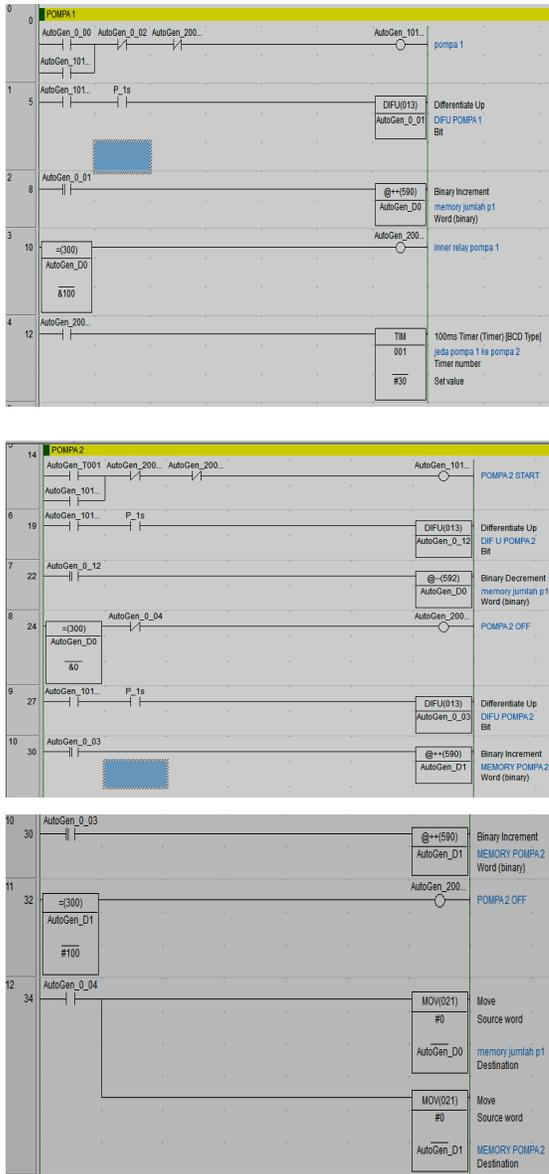 0
0
POMPA 1
AutoGen_0_00 AutoGen_0_02 AutoGen_200... AutoGen_101...
pompa 1
AutoGen_101...
1
5
AutoGen_101... P_1s
DIFU(013) Differentiate Up
AutoGen_0_01 DIFU POMPA 1
Bit
2
8
AutoGen_0_01
@++(590) Binary Increment
AutoGen_D0 memory jumlah p1
Word (binary)
3
10
AutoGen_200...
=(300) inner relay pompa 1
AutoGen_D0
&100
4
12
AutoGen_200...
TIM 100ms Timer (Timer) [BCD Type]
001 jeda pompa 1 ke pompa 2
Timer number
#30 Set value
5
14
POMPA 2
AutoGen_T001 AutoGen_200... AutoGen_200... AutoGen_101...
POMPA 2 START
AutoGen_101...
6
19
AutoGen_101... P_1s
DIFU(013) Differentiate Up
AutoGen_0_12 DIF U POMPA 2
Bit
7
22
AutoGen_0_12
@--(592) Binary Decrement
AutoGen_D0 memory jumlah p1
Word (binary)
8
24
AutoGen_0_04 AutoGen_200...
=(300) POMPA 2 OFF
AutoGen_D0
&0
9
27
AutoGen_101... P_1s
DIFU(013) Differentiate Up
AutoGen_0_03 DIFU POMPA 2
Bit
10
30
AutoGen_0_03
@++(590) Binary Increment
AutoGen_D1 MEMORY POMPA 2
Word (binary)
10
30
AutoGen_0_03
@++(590) Binary Increment
AutoGen_D1 MEMORY POMPA 2
Word (binary)
11
32
AutoGen_200...
=(300) POMPA 2 OFF
AutoGen_D1
#100
12
34
AutoGen_0_04
MOV(021) Move
#0 Source word
AutoGen_D0 memory jumlah p1
Destination
MOV(021) Move
#0 Source word
AutoGen_D1 MEMORY POMPA 2
Destination